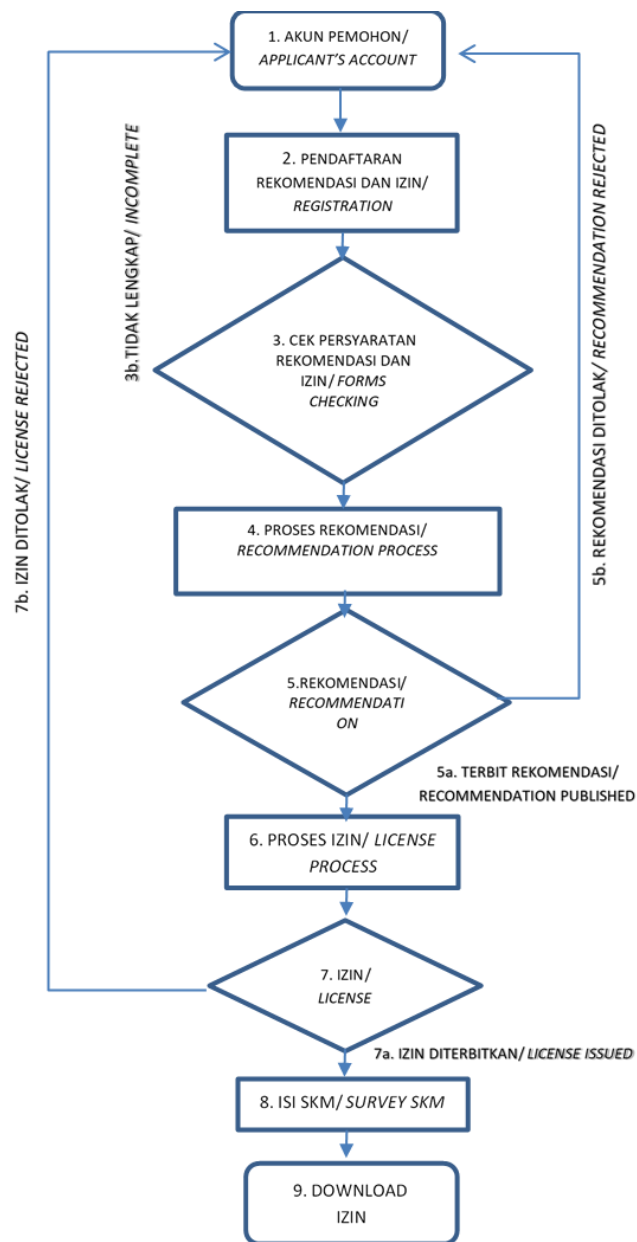 1. AKUN PEMOHON/
APPLICANT'S ACCOUNT
2. PENDAFTARAN
REKOMENDASI DAN IZIN/
REGISTRATION
3b.TIDAK LENGKAP/ INCOMPLETE
3. CEK PERSYARATAN
REKOMENDASI DAN
IZIN/ FORMS
CHECKING
7b. IZIN DITOLAK/ LICENSE REJECTED
5b. REKOMENDASI DITOLAK/ RECOMMENDATION REJECTED
4. PROSES REKOMENDASI/
RECOMMENDATION PROCESS
5.REKOMENDASI/
RECOMMENDATI
ON
5a. TERBIT REKOMENDASI/
RECOMMENDATION PUBLISHED
6. PROSES IZIN/ LICENSE
PROCESS
7. IZIN/
LICENSE
7a. IZIN DITERBITKAN/ LICENSE ISSUED
8. ISI SKM/ SURVEY SKM
9. DOWNLOAD
IZIN